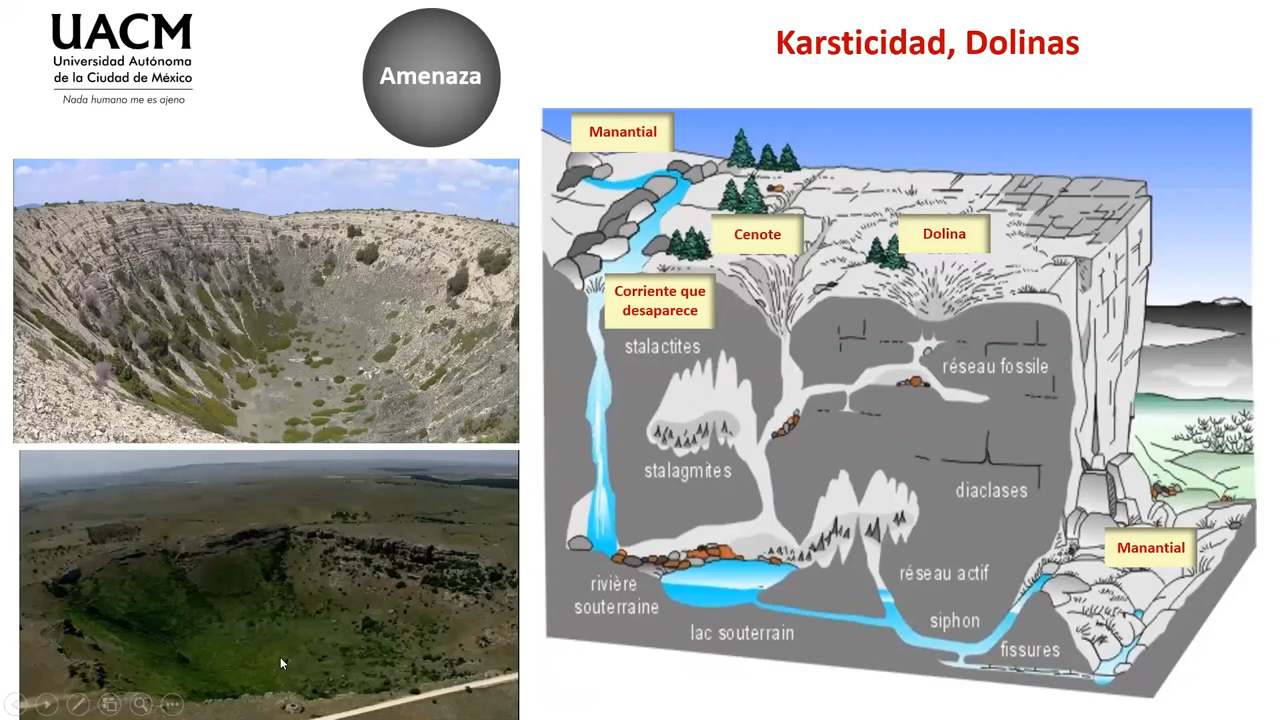 UACM
Universidad Autónoma
de la Ciudad de México
Nada humano me es ajeno
Amenaza
Karsticidad, Dolinas
Manantial
Cenote
Dolina
Corriente que
desaparece
stalactites
réseau fossile
stalagmites
diaclases
Manantial
réseau actif
rivière
souterraine
siphon
lac souterrain
fissures